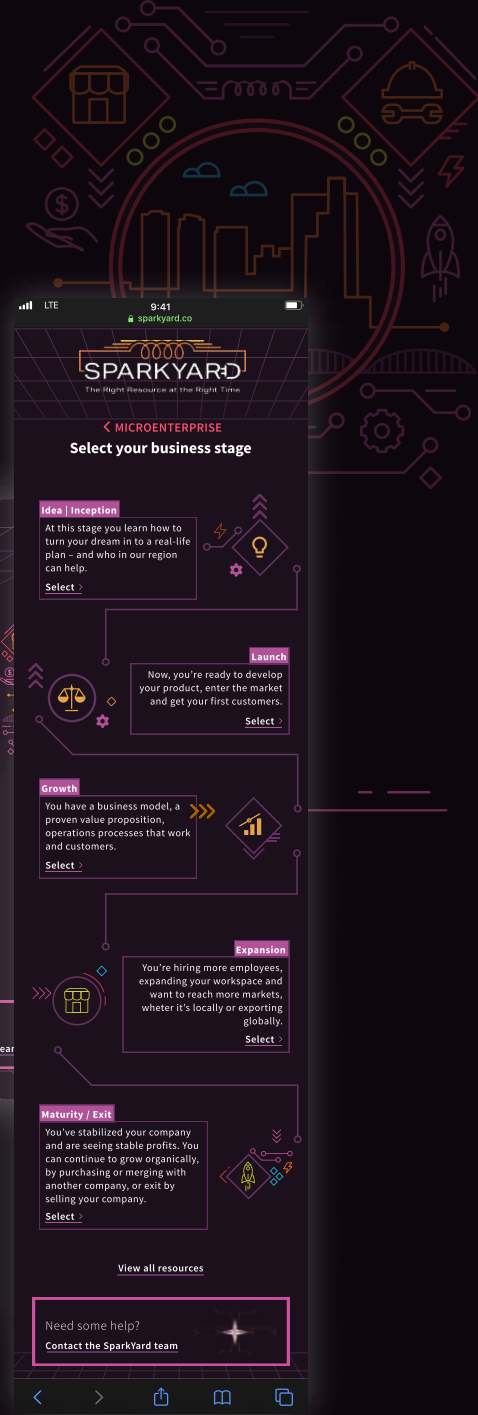 LTE
9:41
sparkyard.co
SPARKYARD
The Right Resource at the Right Time
MICROENTERPRISE
Select your business stage
Idea | Inception
At this stage you learn how to
turn your dream in to a real-life
plan – and who in our region
can help.
Select
Launch
Now, you're ready to develop
your product, enter the market
and get your first customers.
Select
Growth
You have a business model, a
proven value proposition,
operations processes that work
and customers.
Select
Expansion
You're hiring more employees,
expanding your workspace and
want to reach more markets,
wheter it's locally or exporting
globally.
Select
Maturity / Exit
You've stabilized your company
and are seeing stable profits. You
can continue to grow organically,
by purchasing or merging with
another company, or exit by
selling your company.
Select
View all resources
Need some help?
Contact the SparkYard team